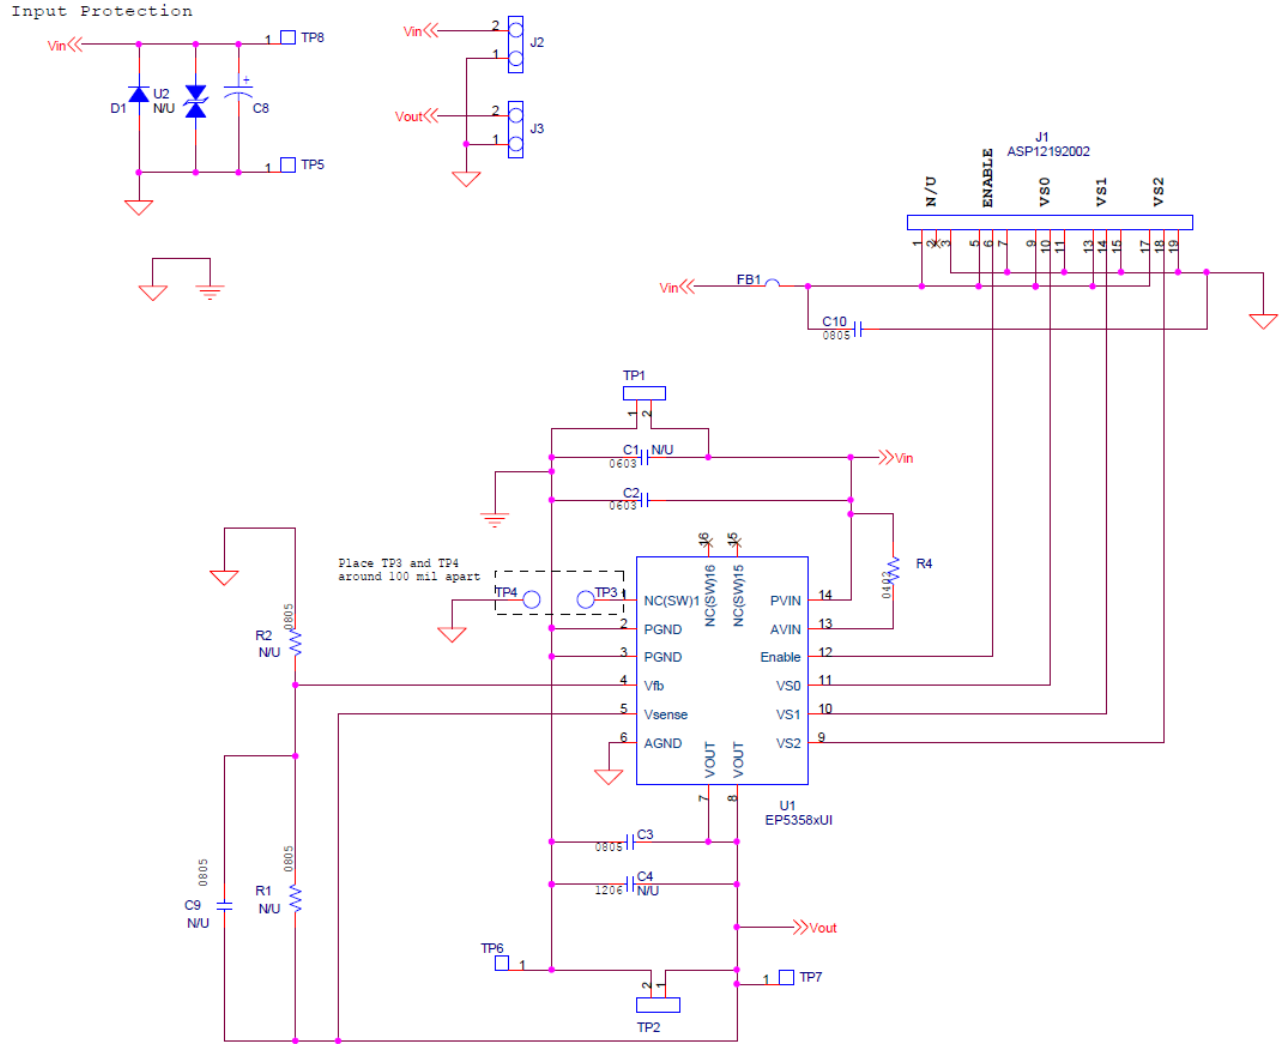 Input Protection
Vin
1
TP8
D1
U2
N/U
+
C8
1
TP5
Vin
2
1
J2
Vout
2
1
J3
J1
ASP12192002
N/U
ENABLE
VS0
VS1
VS2
1
2
3
5
6
7
9
10
11
13
14
15
17
18
19
Vin
FB1
C10
0805
TP1
1
2
C1
N/U
0603
Vin
C2
0603
R4
0402
Place TP3 and TP4
around 100 mil apart
TP4
TP3
16
15
1
NC(SW)1
NC(SW)16
NC(SW)15
PVIN
14
2
PGND
AVIN
13
3
PGND
Enable
12
4
Vfb
VS0
11
5
Vsense
VS1
10
6
AGND
VOUT
VOUT
VS2
9
7
8
U1
EP5358xUI
0805
R2
N/U
0805
C9
N/U
0805
R1
N/U
C3
0805
C4
1206
N/U
Vout
TP6
1
2
1
TP2
1
TP7